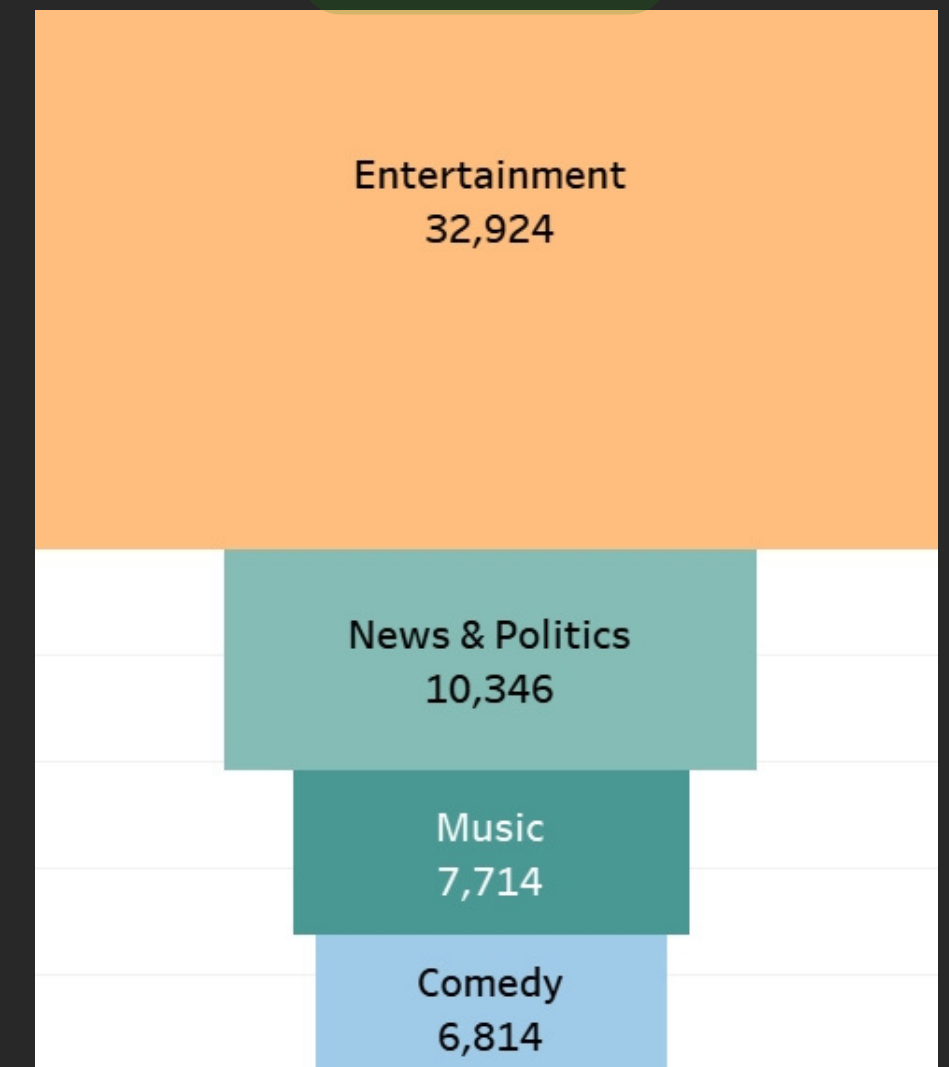 Entertainment
32,924
News & Politics
10,346
Music
7,714
Comedy
6,814